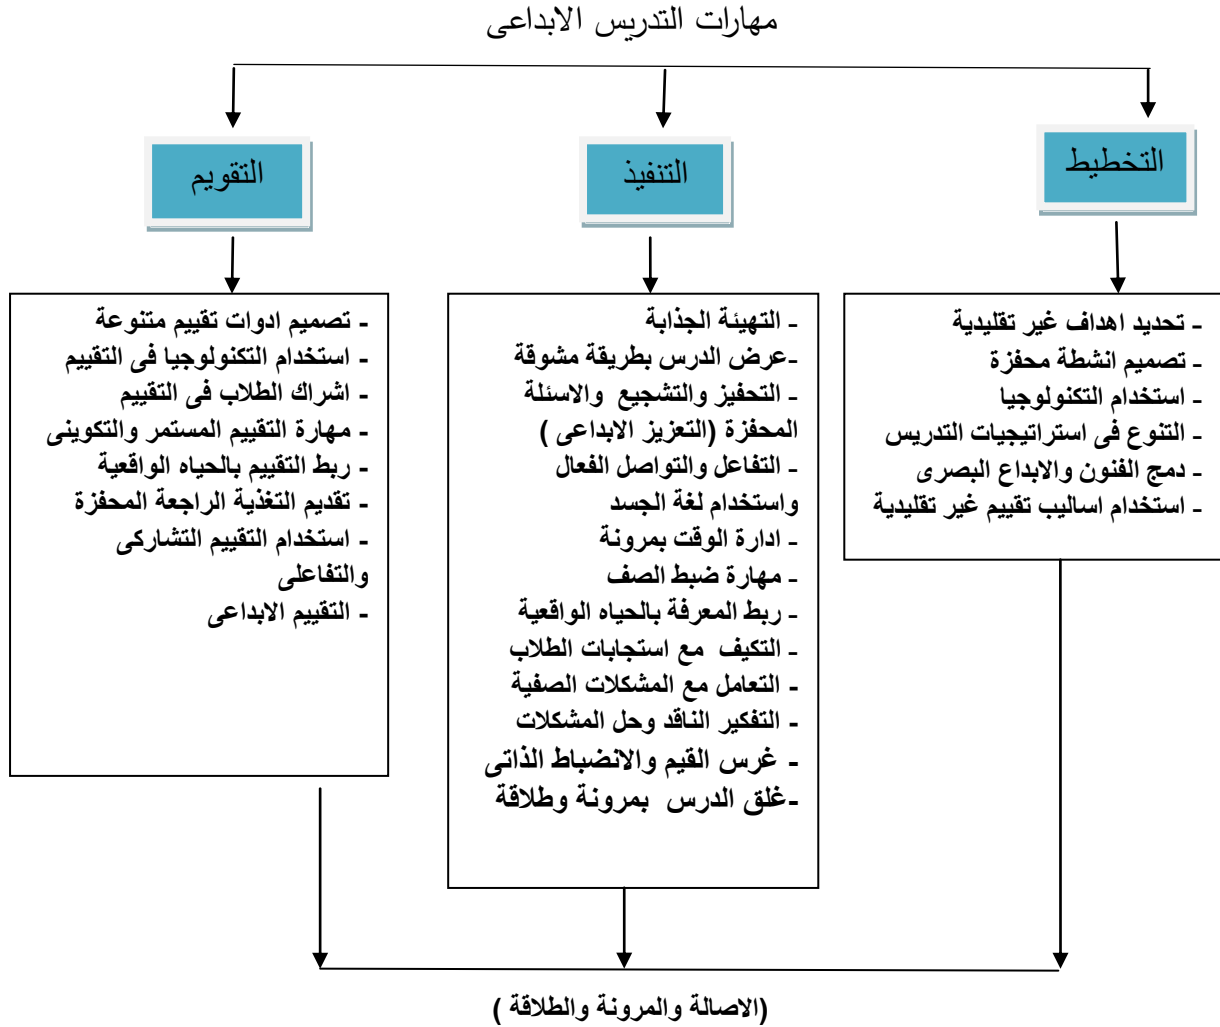 مهارات التدريس الابداعى
التخطيط
التنفيذ
التقويم
- تحديد اهداف غير تقليدية
- تصميم انشطة محفزة
- استخدام التكنولوجيا
- التنوع فى استراتيجيات التدريس
- دمج الفنون والابداع البصرى
- استخدام اساليب تقييم غير تقليدية
- التهيئة الجذابة
-عرض الدرس بطريقة مشوقة
- التحفيز والتشجيع والاسئلة
المحفزة (التعزيز الابداعى )
- التفاعل والتواصل الفعال
واستخدام لغة الجسد
- ادارة الوقت بمرونة
- مهارة ضبط الصف
- ربط المعرفة بالحياه الواقعية
- التكيف مع استجابات الطلاب
- التعامل مع المشكلات الصفية
- التفكير الناقد وحل المشكلات
- غرس القيم والانضباط الذاتى
-غلق الدرس بمرونة وطلاقة
- تصميم ادوات تقييم متنوعة
- استخدام التكنولوجيا فى التقييم
- اشراك الطلاب فى التقييم
- مهارة التقييم المستمر والتكوينى
- ربط التقييم بالحياه الواقعية
- تقديم التغذية الراجعة المحفزة
- استخدام التقييم التشاركى
والتفاعلى
- التقييم الابداعى
(الاصالة والمرونة والطلاقة )